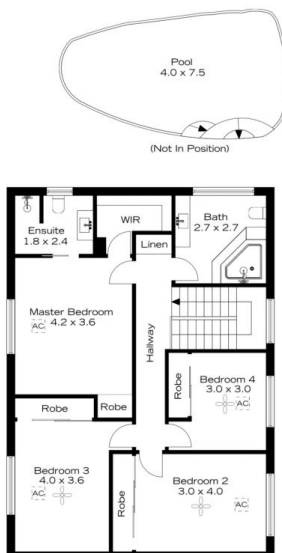 Pool
4.0 x 7.5
(Not In Position)
Ensuite
1.8 x 2.4
WIR
Linen
Bath
2.7 x 2.7
Master Bedroom
4.2 x 3.6
AC
Hallway
Robe
Bedroom 4
3.0 x 3.0
AC
Robe
Robe
Bedroom 3
4.0 x 3.6
AC
Robe
Bedroom 2
3.0 x 4.0
AC